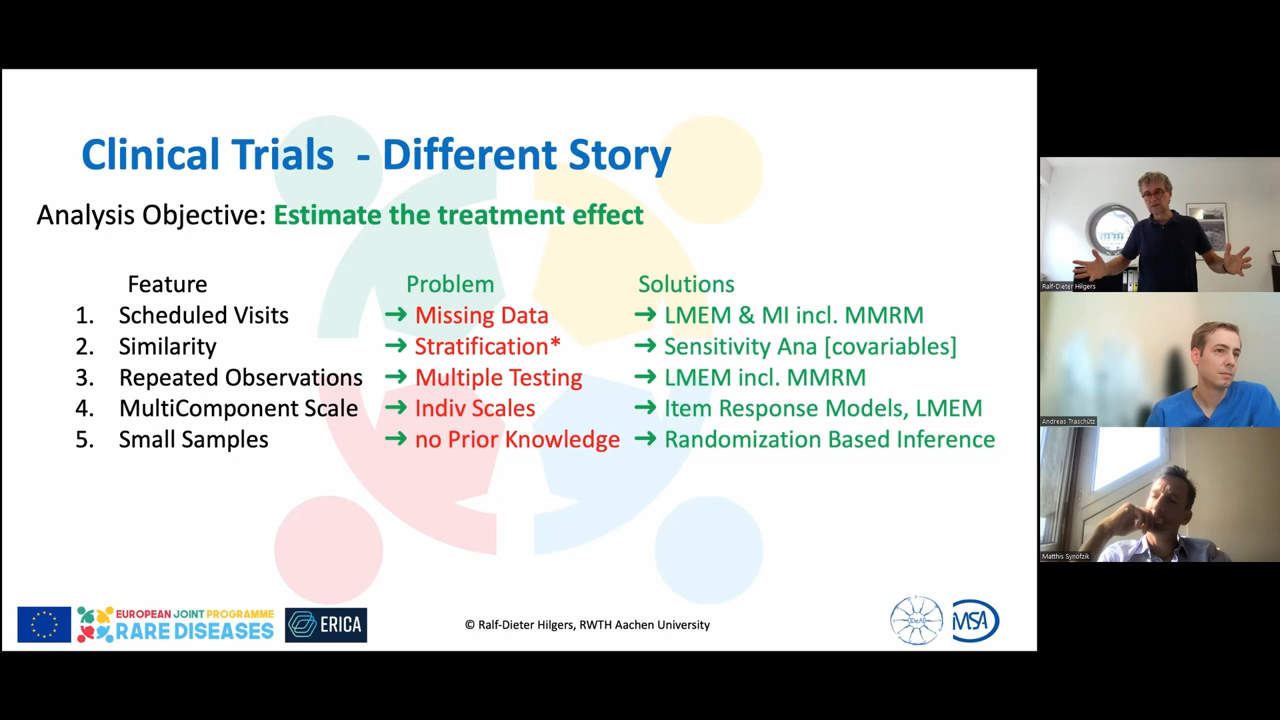 Clinical Trials - Different Story
Analysis Objective: Estimate the treatment effect
Feature Problem Solutions
1. Scheduled Visits ➔ Missing Data ➔ LMEM & MI incl. MMRM
2. Similarity ➔ Stratification* ➔ Sensitivity Ana [covariables]
3. Repeated Observations ➔ Multiple Testing ➔ LMEM incl. MMRM
4. MultiComponent Scale ➔ Indiv Scales ➔ Item Response Models, LMEM
5. Small Samples ➔ no Prior Knowledge ➔ Randomization Based Inference
EUROPEAN JOINT PROGRAMME
RARE DISEASES
ERICA
© Ralf-Dieter Hilgers, RWTH Aachen University
IDeAl
iMSA
Ralf-Dieter Hilgers
Andreas Traschütz
Matthis Synofzik